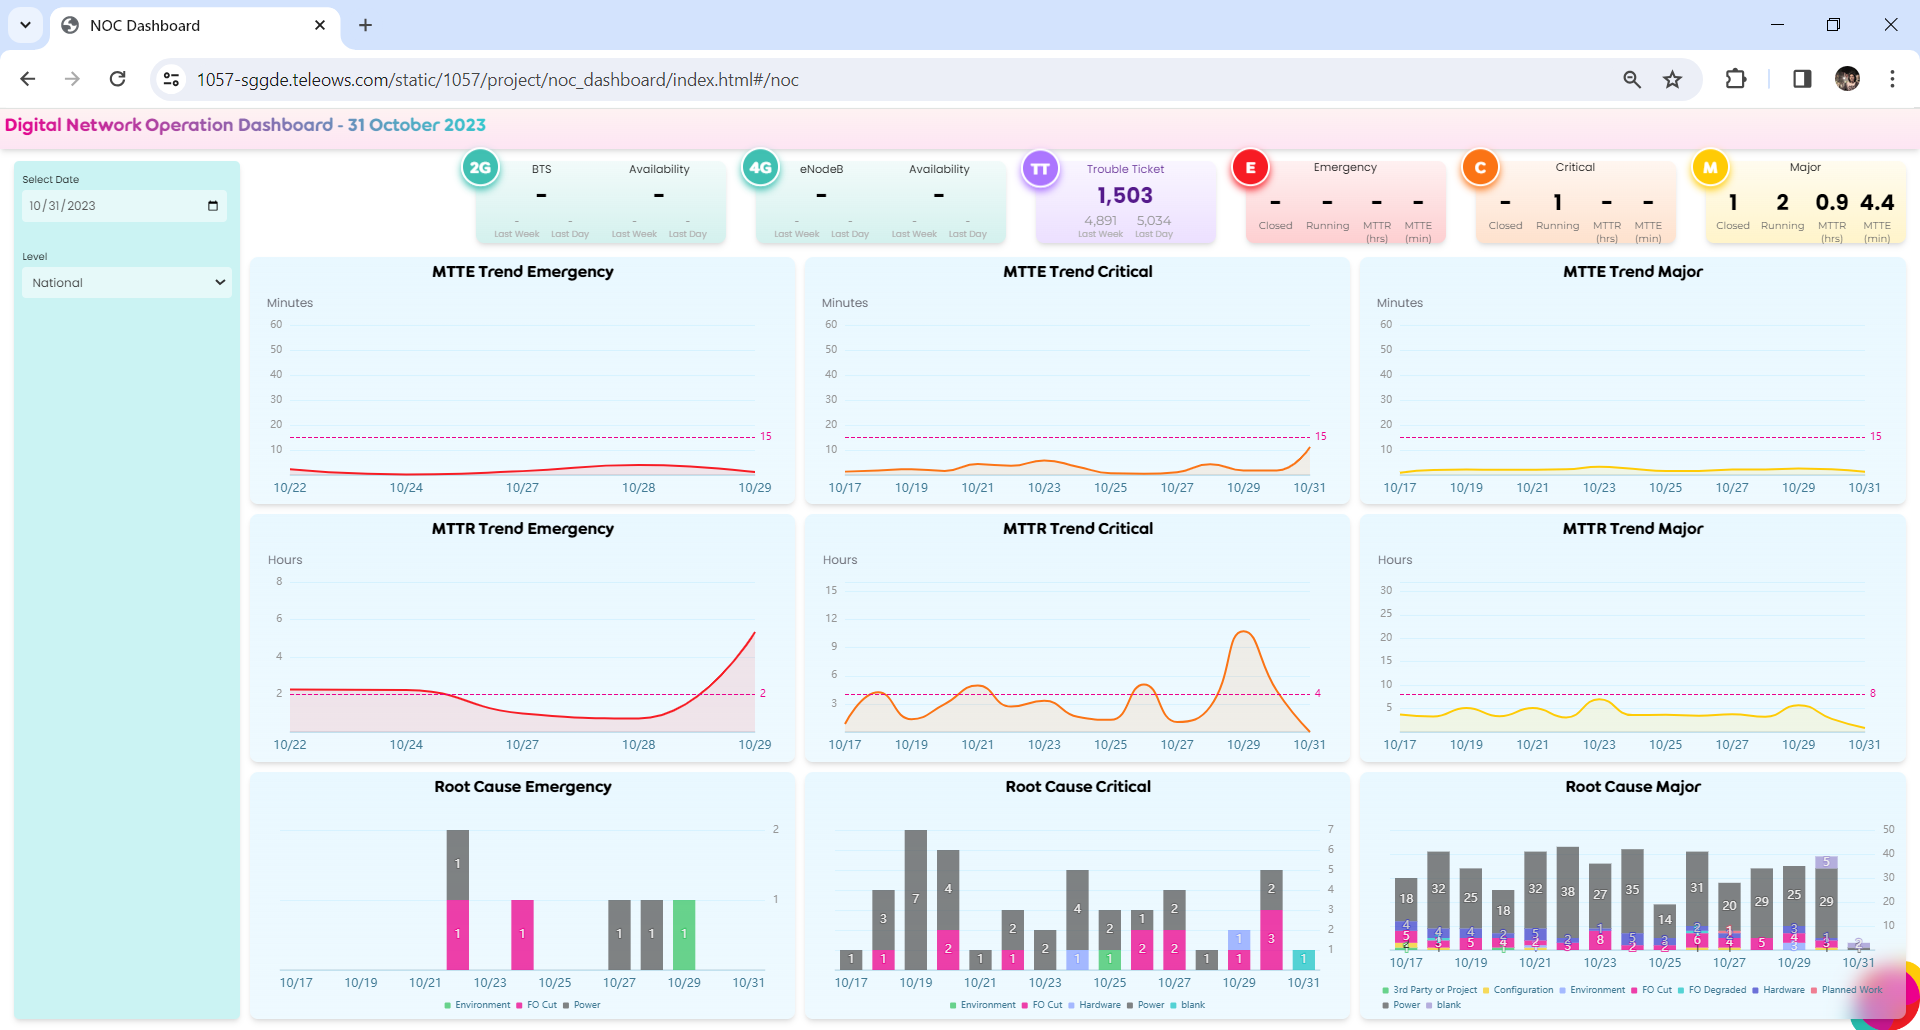 NOC Dashboard
1057-sggde.teleows.com/static/1057/project/noc_dashboard/index.html#/noc
Digital Network Operation Dashboard - 31 October 2023
Select Date
10/31/2023
Level
National
2G
BTS Availability
- -
- - - -
Last Week Last Day Last Week Last Day
4G
eNodeB Availability
- -
- - - -
Last Week Last Day Last Week Last Day
TT
Trouble Ticket
1,503
4,891 5,034
Last Week Last Day
E
Emergency
- - - -
Closed Running MTTR (hrs) MTTE (min)
C
Critical
- 1 - -
Closed Running MTTR (hrs) MTTE (min)
M
Major
1 2 0.9 4.4
Closed Running MTTR (hrs) MTTE (min)
MTTE Trend Emergency
Minutes
60
50
40
30
20
15
10
10/22 10/24 10/27 10/28 10/29
MTTE Trend Critical
Minutes
60
50
40
30
20
15
10
10/17 10/19 10/21 10/23 10/25 10/27 10/29 10/31
MTTE Trend Major
Minutes
60
50
40
30
20
15
10
10/17 10/19 10/21 10/23 10/25 10/27 10/29 10/31
MTTR Trend Emergency
Hours
8
6
4
2 2
10/22 10/24 10/27 10/28 10/29
MTTR Trend Critical
Hours
15
12
9
6
4
3
10/17 10/19 10/21 10/23 10/25 10/27 10/29 10/31
MTTR Trend Major
Hours
30
25
20
15
10
8
5
10/17 10/19 10/21 10/23 10/25 10/27 10/29 10/31
Root Cause Emergency
2
1
1
1 1 1 1 1
10/17 10/19 10/21 10/23 10/25 10/27 10/29 10/31
Environment FO Cut Power
Root Cause Critical
7
6
5
4
3
2
1
1 3 7 4 1 2 2 4 2 1 2 1 1 2
1 2 1 1 1 2 2 1 3 1
10/17 10/19 10/21 10/23 10/25 10/27 10/29 10/31
Environment FO Cut Hardware Power blank
Root Cause Major
50
40
30
20
10
5
18 32 25 18 32 38 27 35 14 31 20 29 25 29 2
10/17 10/19 10/21 10/23 10/25 10/27 10/29 10/31
3rd Party or Project Configuration Environment FO Cut FO Degraded Hardware Planned Work
Power blank